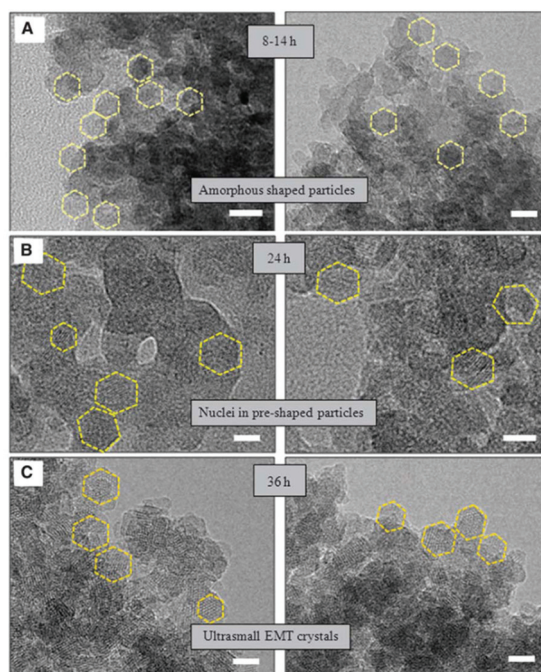 A
8-14 h
Amorphous shaped particles
B
24 h
Nuclei in pre-shaped particles
C
36 h
Ultrasmall EMT crystals